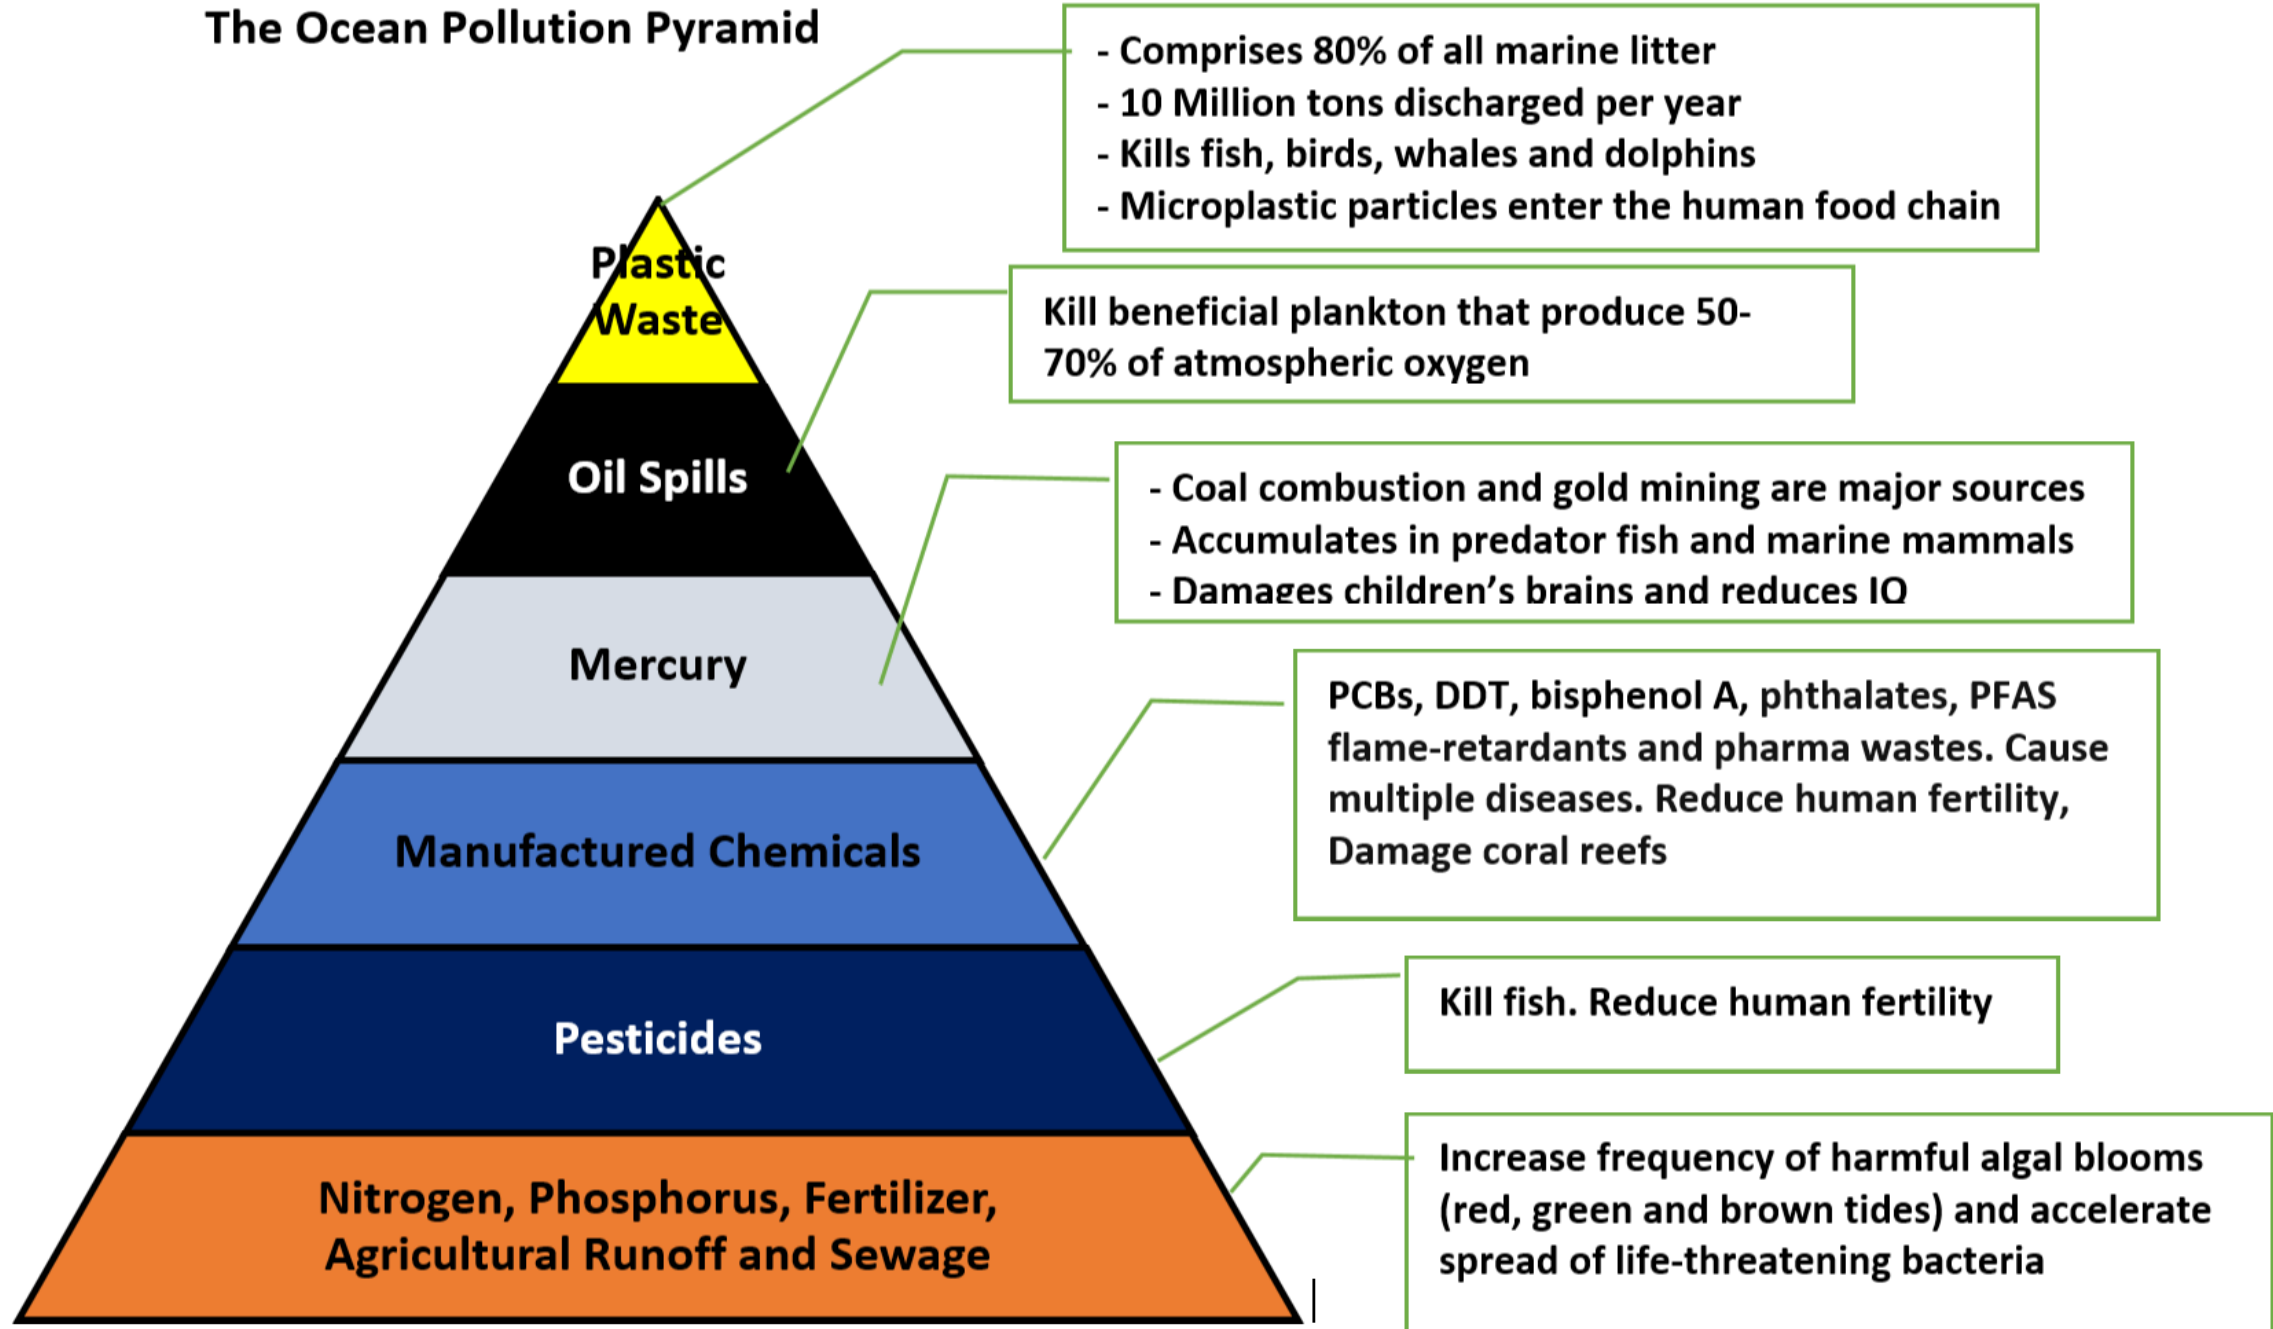 The Ocean Pollution Pyramid
- Comprises 80% of all marine litter
- 10 Million tons discharged per year
- Kills fish, birds, whales and dolphins
- Microplastic particles enter the human food chain
Plastic
Waste
Kill beneficial plankton that produce 50-
70% of atmospheric oxygen
Oil Spills
- Coal combustion and gold mining are major sources
- Accumulates in predator fish and marine mammals
- Damages children’s brains and reduces IQ
Mercury
PCBs, DDT, bisphenol A, phthalates, PFAS
flame-retardants and pharma wastes. Cause
multiple diseases. Reduce human fertility,
Damage coral reefs
Manufactured Chemicals
Kill fish. Reduce human fertility
Pesticides
Increase frequency of harmful algal blooms
(red, green and brown tides) and accelerate
spread of life-threatening bacteria
Nitrogen, Phosphorus, Fertilizer,
Agricultural Runoff and Sewage